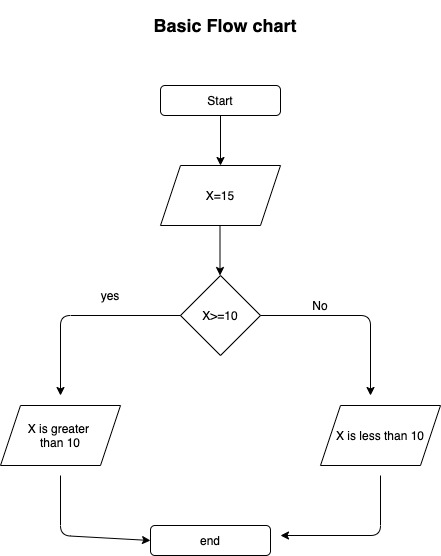 Basic Flow chart
Start
X=15
X>=10
yes
No
X is greater
than 10
X is less than 10
end